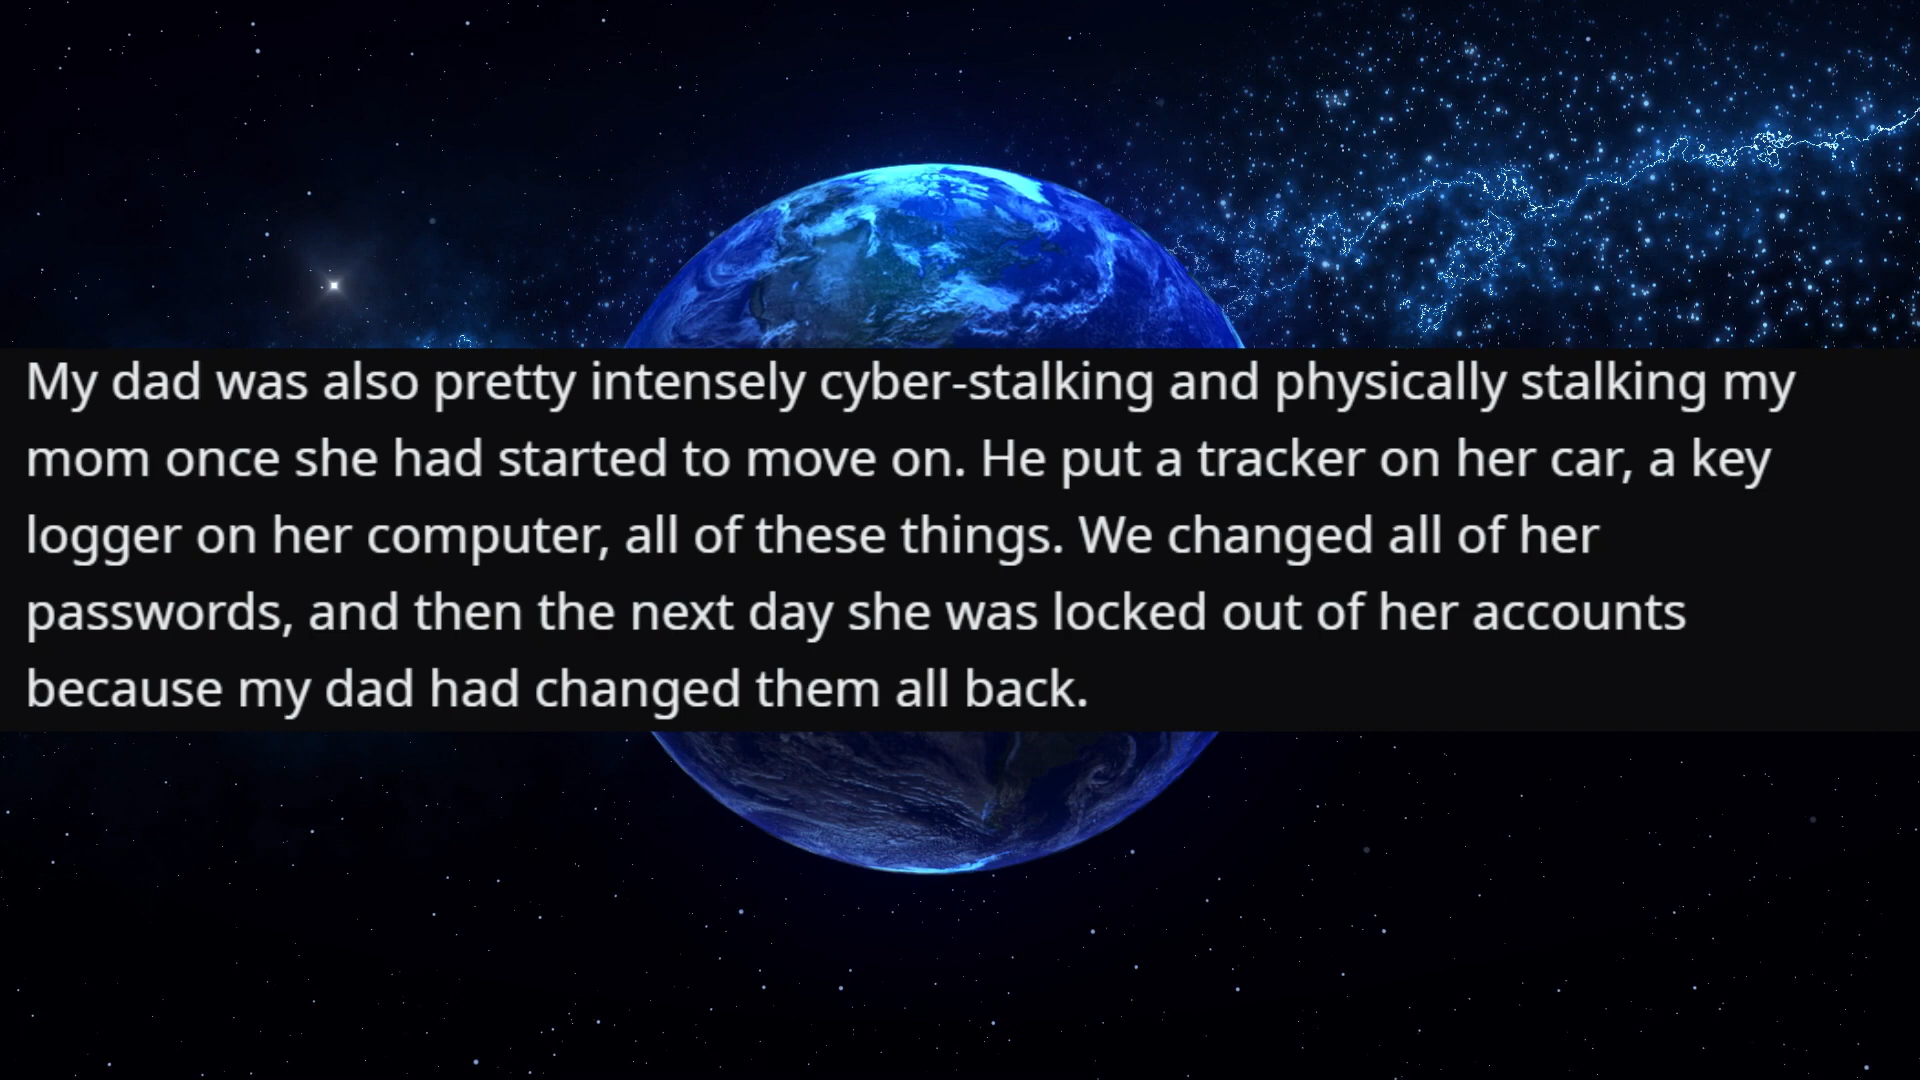 My dad was also pretty intensely cyber-stalking and physically stalking my
mom once she had started to move on. He put a tracker on her car, a key
logger on her computer, all of these things. We changed all of her
passwords, and then the next day she was locked out of her accounts
because my dad had changed them all back.